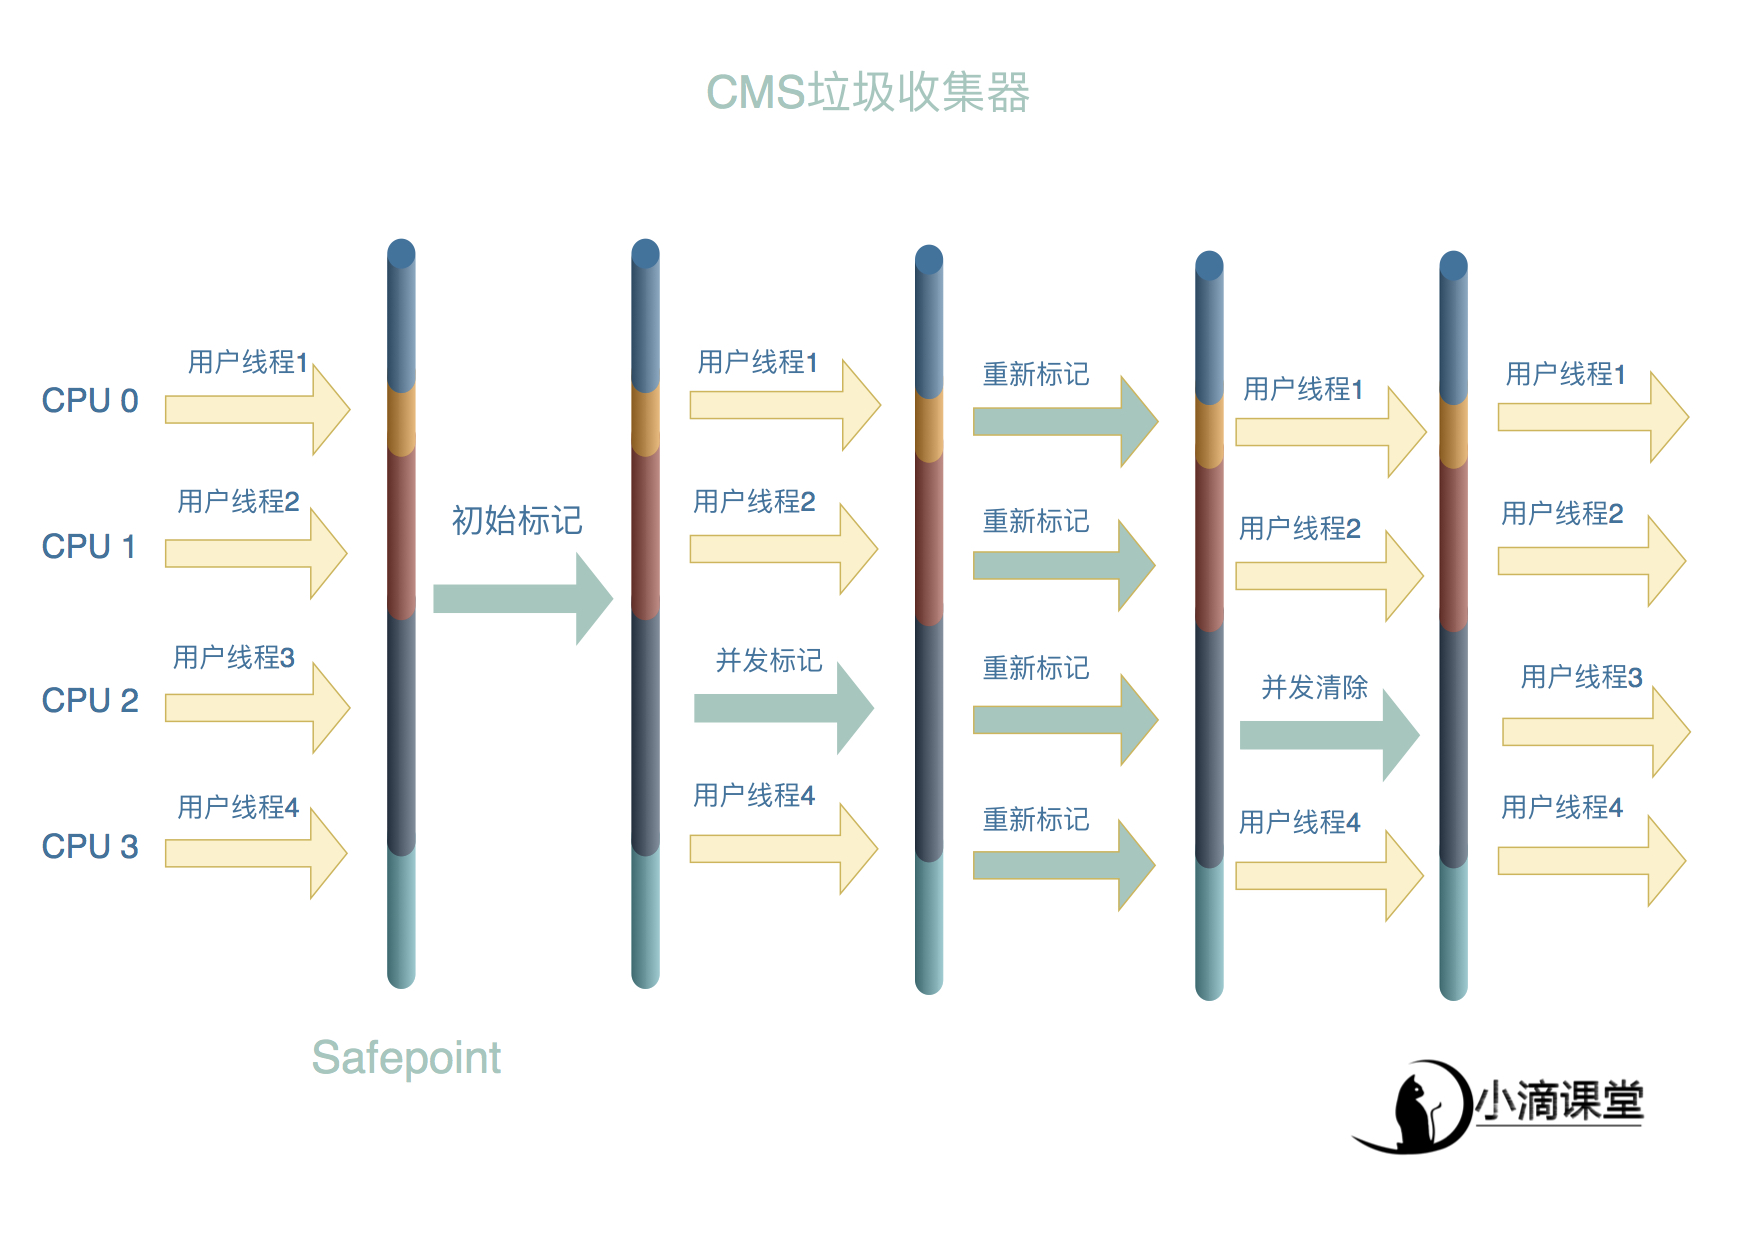 CMS垃圾收集器
用户线程1
用户线程1
重新标记
用户线程1
用户线程1
CPU 0
用户线程2
初始标记
用户线程2
重新标记
用户线程2
用户线程2
CPU 1
用户线程3
并发标记
重新标记
并发清除
用户线程3
CPU 2
用户线程4
用户线程4
重新标记
用户线程4
用户线程4
CPU 3
Safepoint
小滴课堂